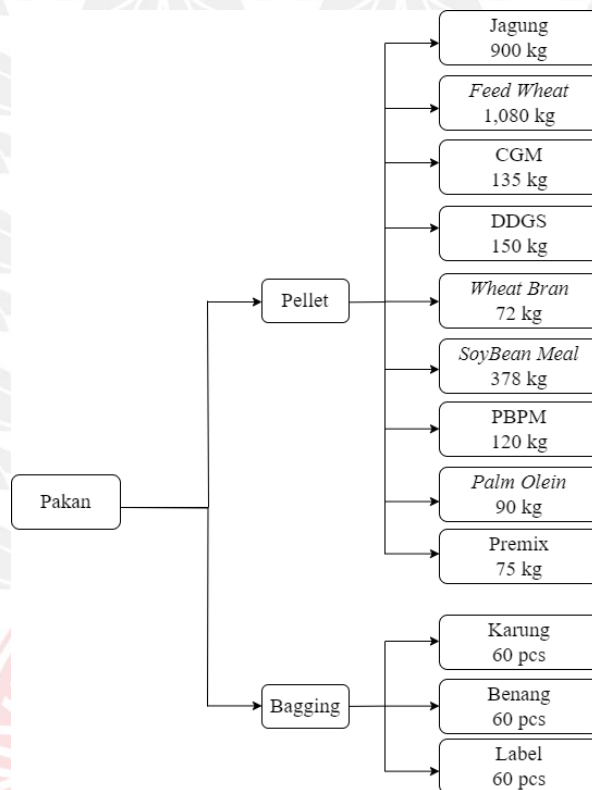 Jagung
900 kg
Feed Wheat
1,080 kg
CGM
135 kg
DDGS
150 kg
Pellet
Wheat Bran
72 kg
SoyBean Meal
378 kg
PBPM
120 kg
Pakan
Palm Olein
90 kg
Premix
75 kg
Karung
60 pcs
Bagging
Benang
60 pcs
Label
60 pcs